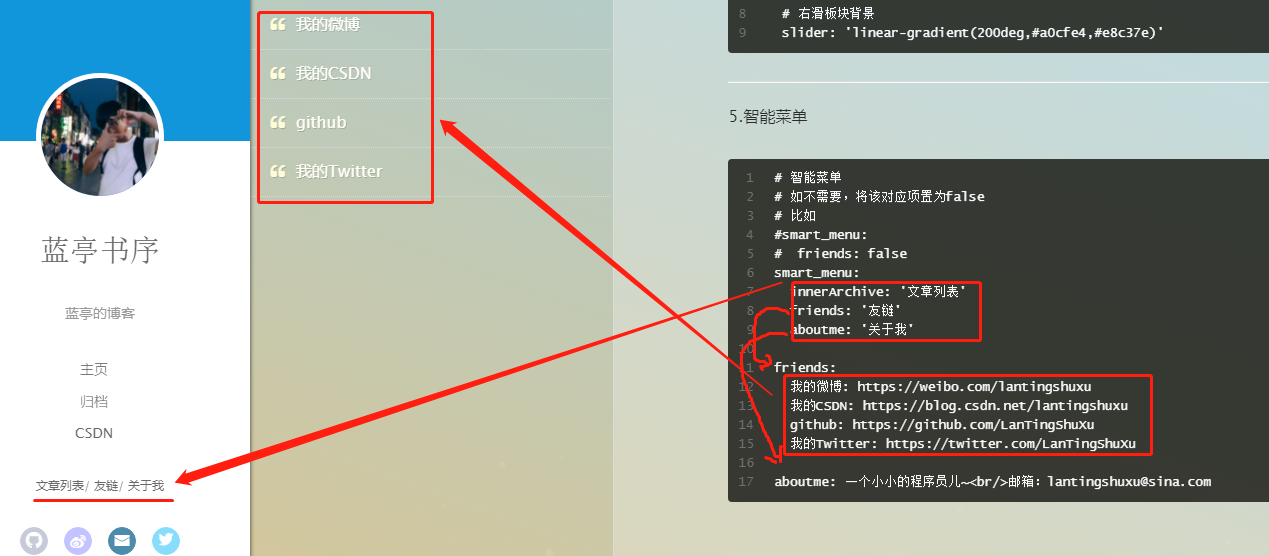 蓝亭书序
蓝亭的博客
主页
归档
CSDN
文章列表/ 友链/ 关于我
我的微博
我的CSDN
github
我的Twitter
8 # 右滑板块背景
9 slider: 'linear-gradient(200deg,#a0cfe4,#e8c37e)'
5.智能菜单
1 # 智能菜单
2 # 如不需要，将该对应项置为false
3 # 比如
4 #smart_menu:
5 #  friends: false
6 smart_menu:
7   innerArchive: '文章列表'
8   friends: '友链'
9   aboutme: '关于我'
10
11 friends:
12   我的微博: https://weibo.com/lantingshuxu
13   我的CSDN: https://blog.csdn.net/lantingshuxu
14   github: https://github.com/LanTingShuXu
15   我的Twitter: https://twitter.com/LanTingShuXu
16
17 aboutme: 一个小小的程序员儿~<br/>邮箱：lantingshuxu@sina.com